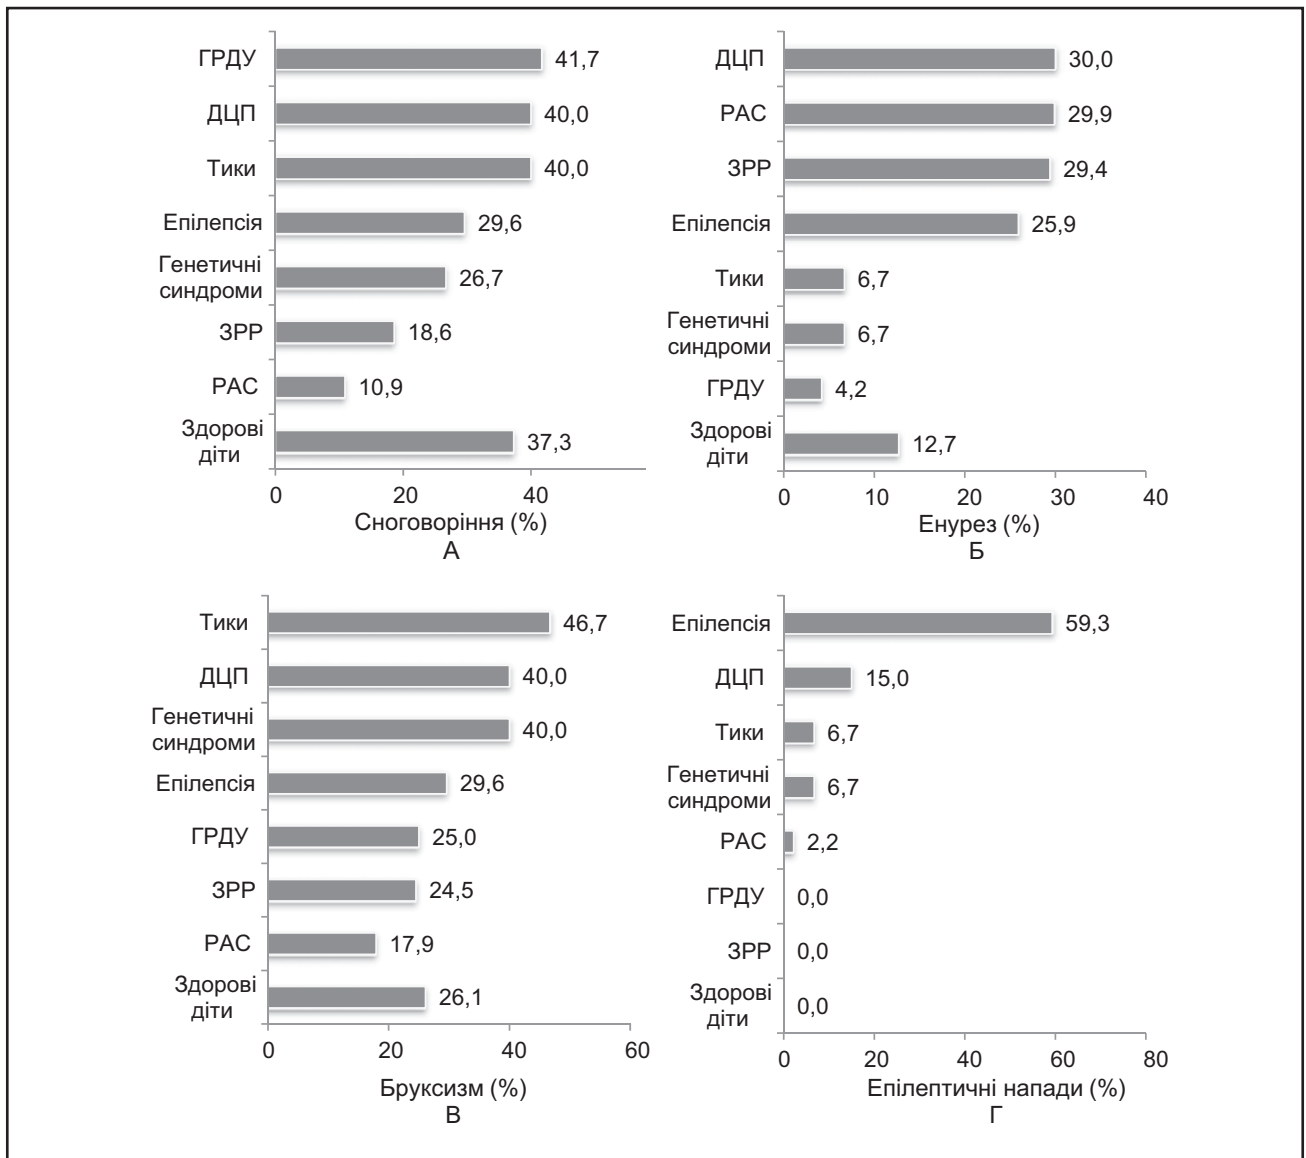 ГРДУ 41,7
ДЦП 40,0
Тики 40,0
Епілепсія 29,6
Генетичні
синдроми 26,7
ЗРР 18,6
РАС 10,9
Здорові
діти 37,3
0 20 40
Сноговоріння (%)
А
ДЦП 30,0
РАС 29,9
ЗРР 29,4
Епілепсія 25,9
Тики 6,7
Генетичні
синдроми 6,7
ГРДУ 4,2
Здорові
діти 12,7
0 10 20 30 40
Енурез (%)
Б
Тики 46,7
ДЦП 40,0
Генетичні
синдроми 40,0
Епілепсія 29,6
ГРДУ 25,0
ЗРР 24,5
РАС 17,9
Здорові
діти 26,1
0 20 40 60
Бруксизм (%)
В
Епілепсія 59,3
ДЦП 15,0
Тики 6,7
Генетичні
синдроми 6,7
РАС 2,2
ГРДУ 0,0
ЗРР 0,0
Здорові
діти 0,0
0 20 40 60 80
Епілептичні напади (%)
Г